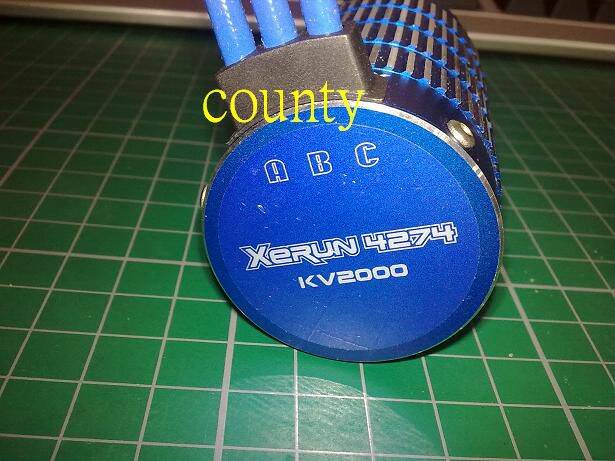 county
A B C
XERUN 4274
KV2000